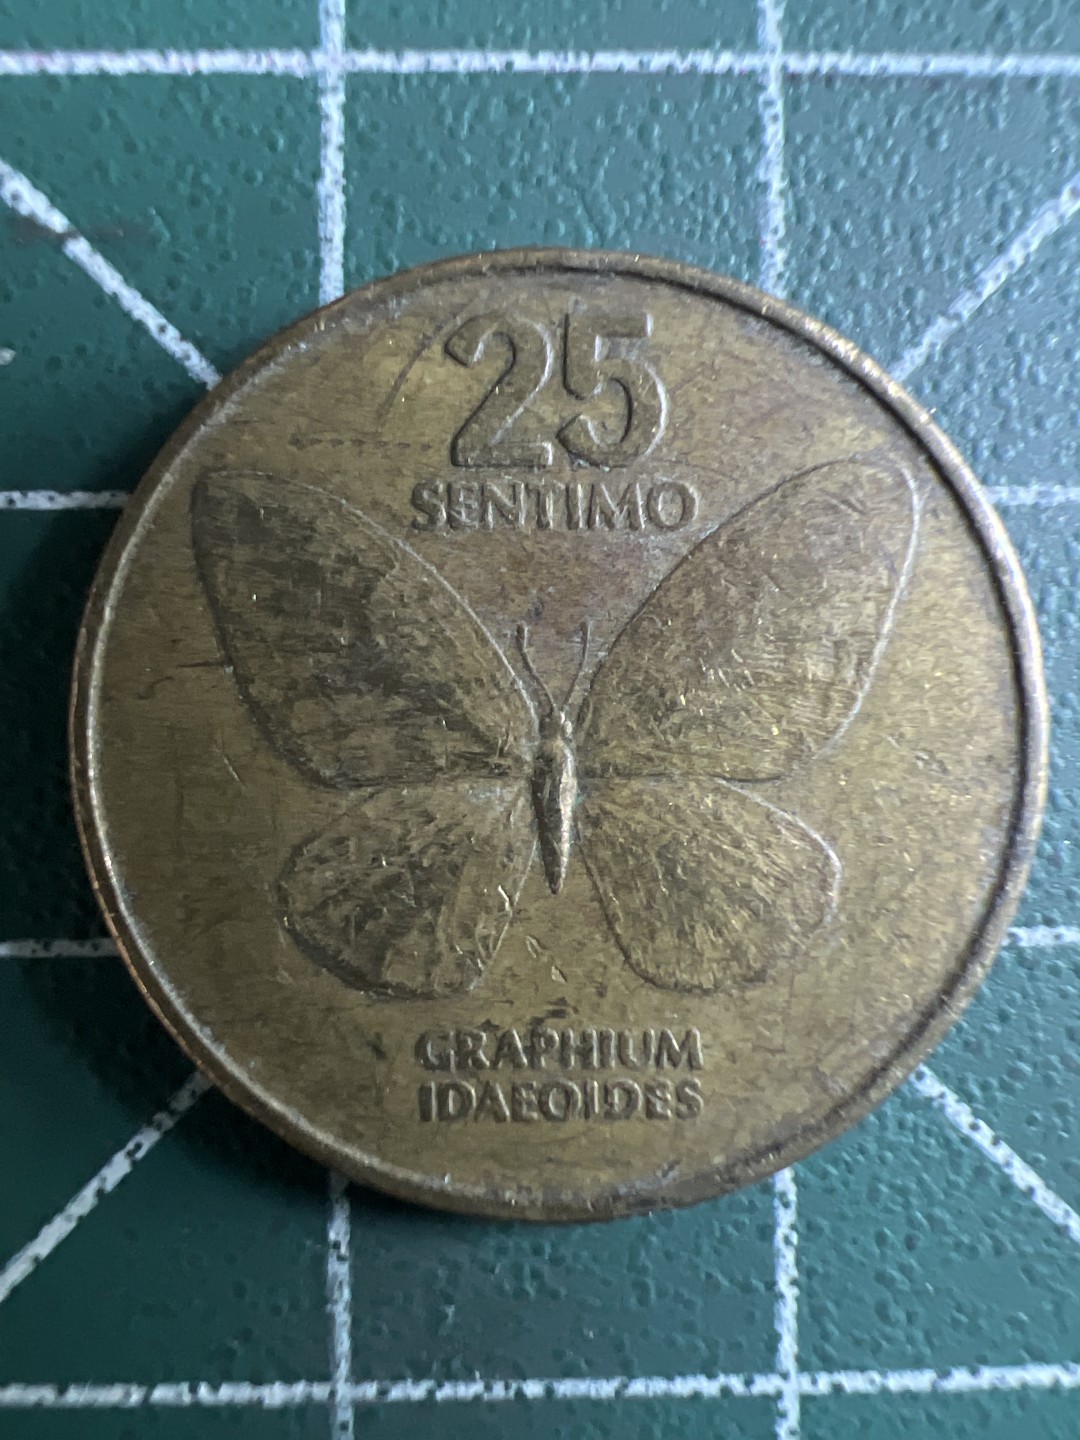 25
SENTIMO
GRAPHIUM
IDAEOIDES